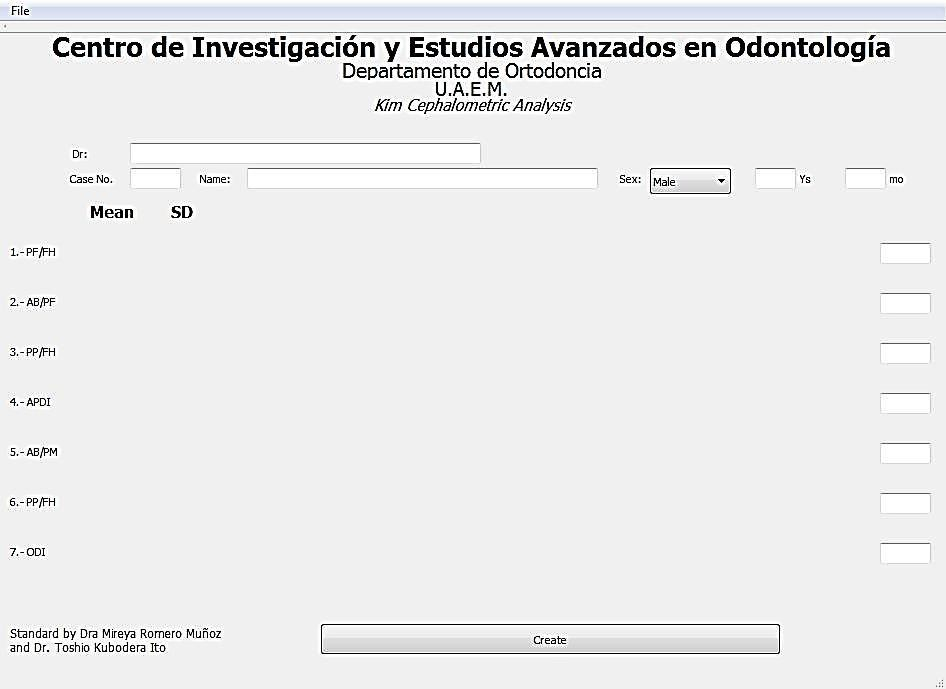 File
Centro de Investigación y Estudios Avanzados en Odontología
Departamento de Ortodoncia
U.A.E.M.
Kim Cephalometric Analysis
Dr:
Case No. Name: Sex: Male Ys mo
Mean SD
1.- PF/FH
2.- AB/PF
3.- PP/FH
4.- APDI
5.- AB/PM
6.- PP/FH
7.- ODI
Standard by Dra Mireya Romero Muñoz
and Dr. Toshio Kubodera Ito
Create